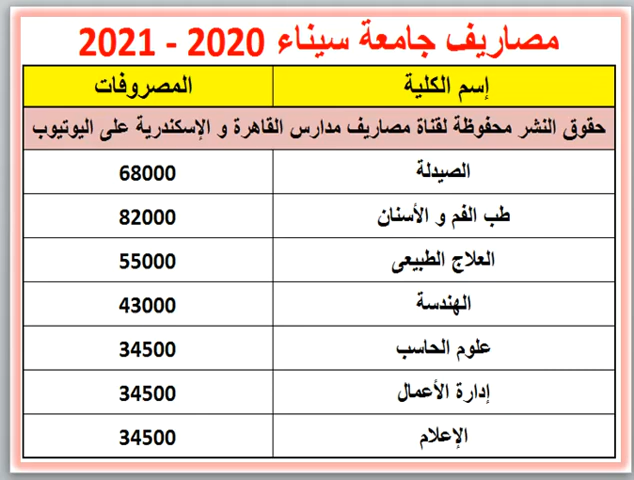 مصاريف جامعة سيناء 2020 - 2021
إسم الكلية المصروفات
حقوق النشر محفوظة لقناة مصاريف مدارس القاهرة و الإسكندرية على اليوتيوب
الصيدلة 68000
طب الفم و الأسنان 82000
العلاج الطبيعى 55000
الهندسة 43000
علوم الحاسب 34500
إدارة الأعمال 34500
الإعلام 34500